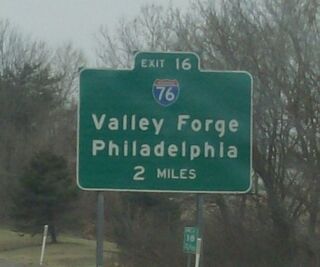 EXIT 16
76
Valley Forge
Philadelphia
2 MILES